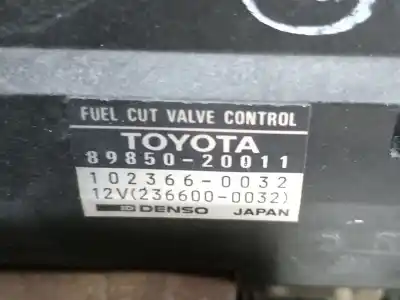 FUEL CUT VALVE CONTROL
TOYOTA
89850-20011
102366-0032
12V(236600-0032)
DENSO JAPAN